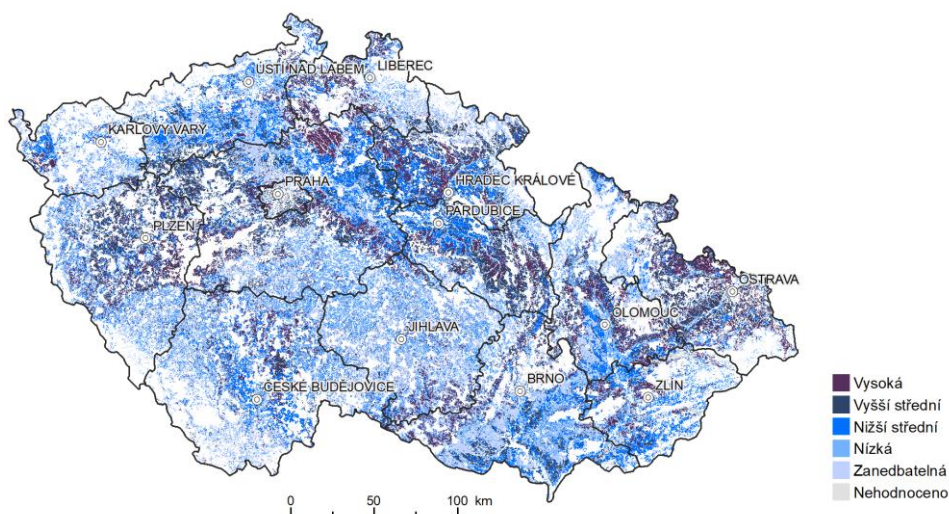 LIBEREC
ÚSTÍ NAD LABEM
KARLOVY VARY
PRAHA
HRADEC KRÁLOVÉ
PARDUBICE
PLZEŇ
OSTRAVA
OLOMOUC
JIHLAVA
ČESKÉ BUDĚJOVICE
BRNO
ZLÍN
Vysoká
Vyšší střední
Nižší střední
Nízká
Zanedbatelná
Nehodnoceno
0 50 100 km